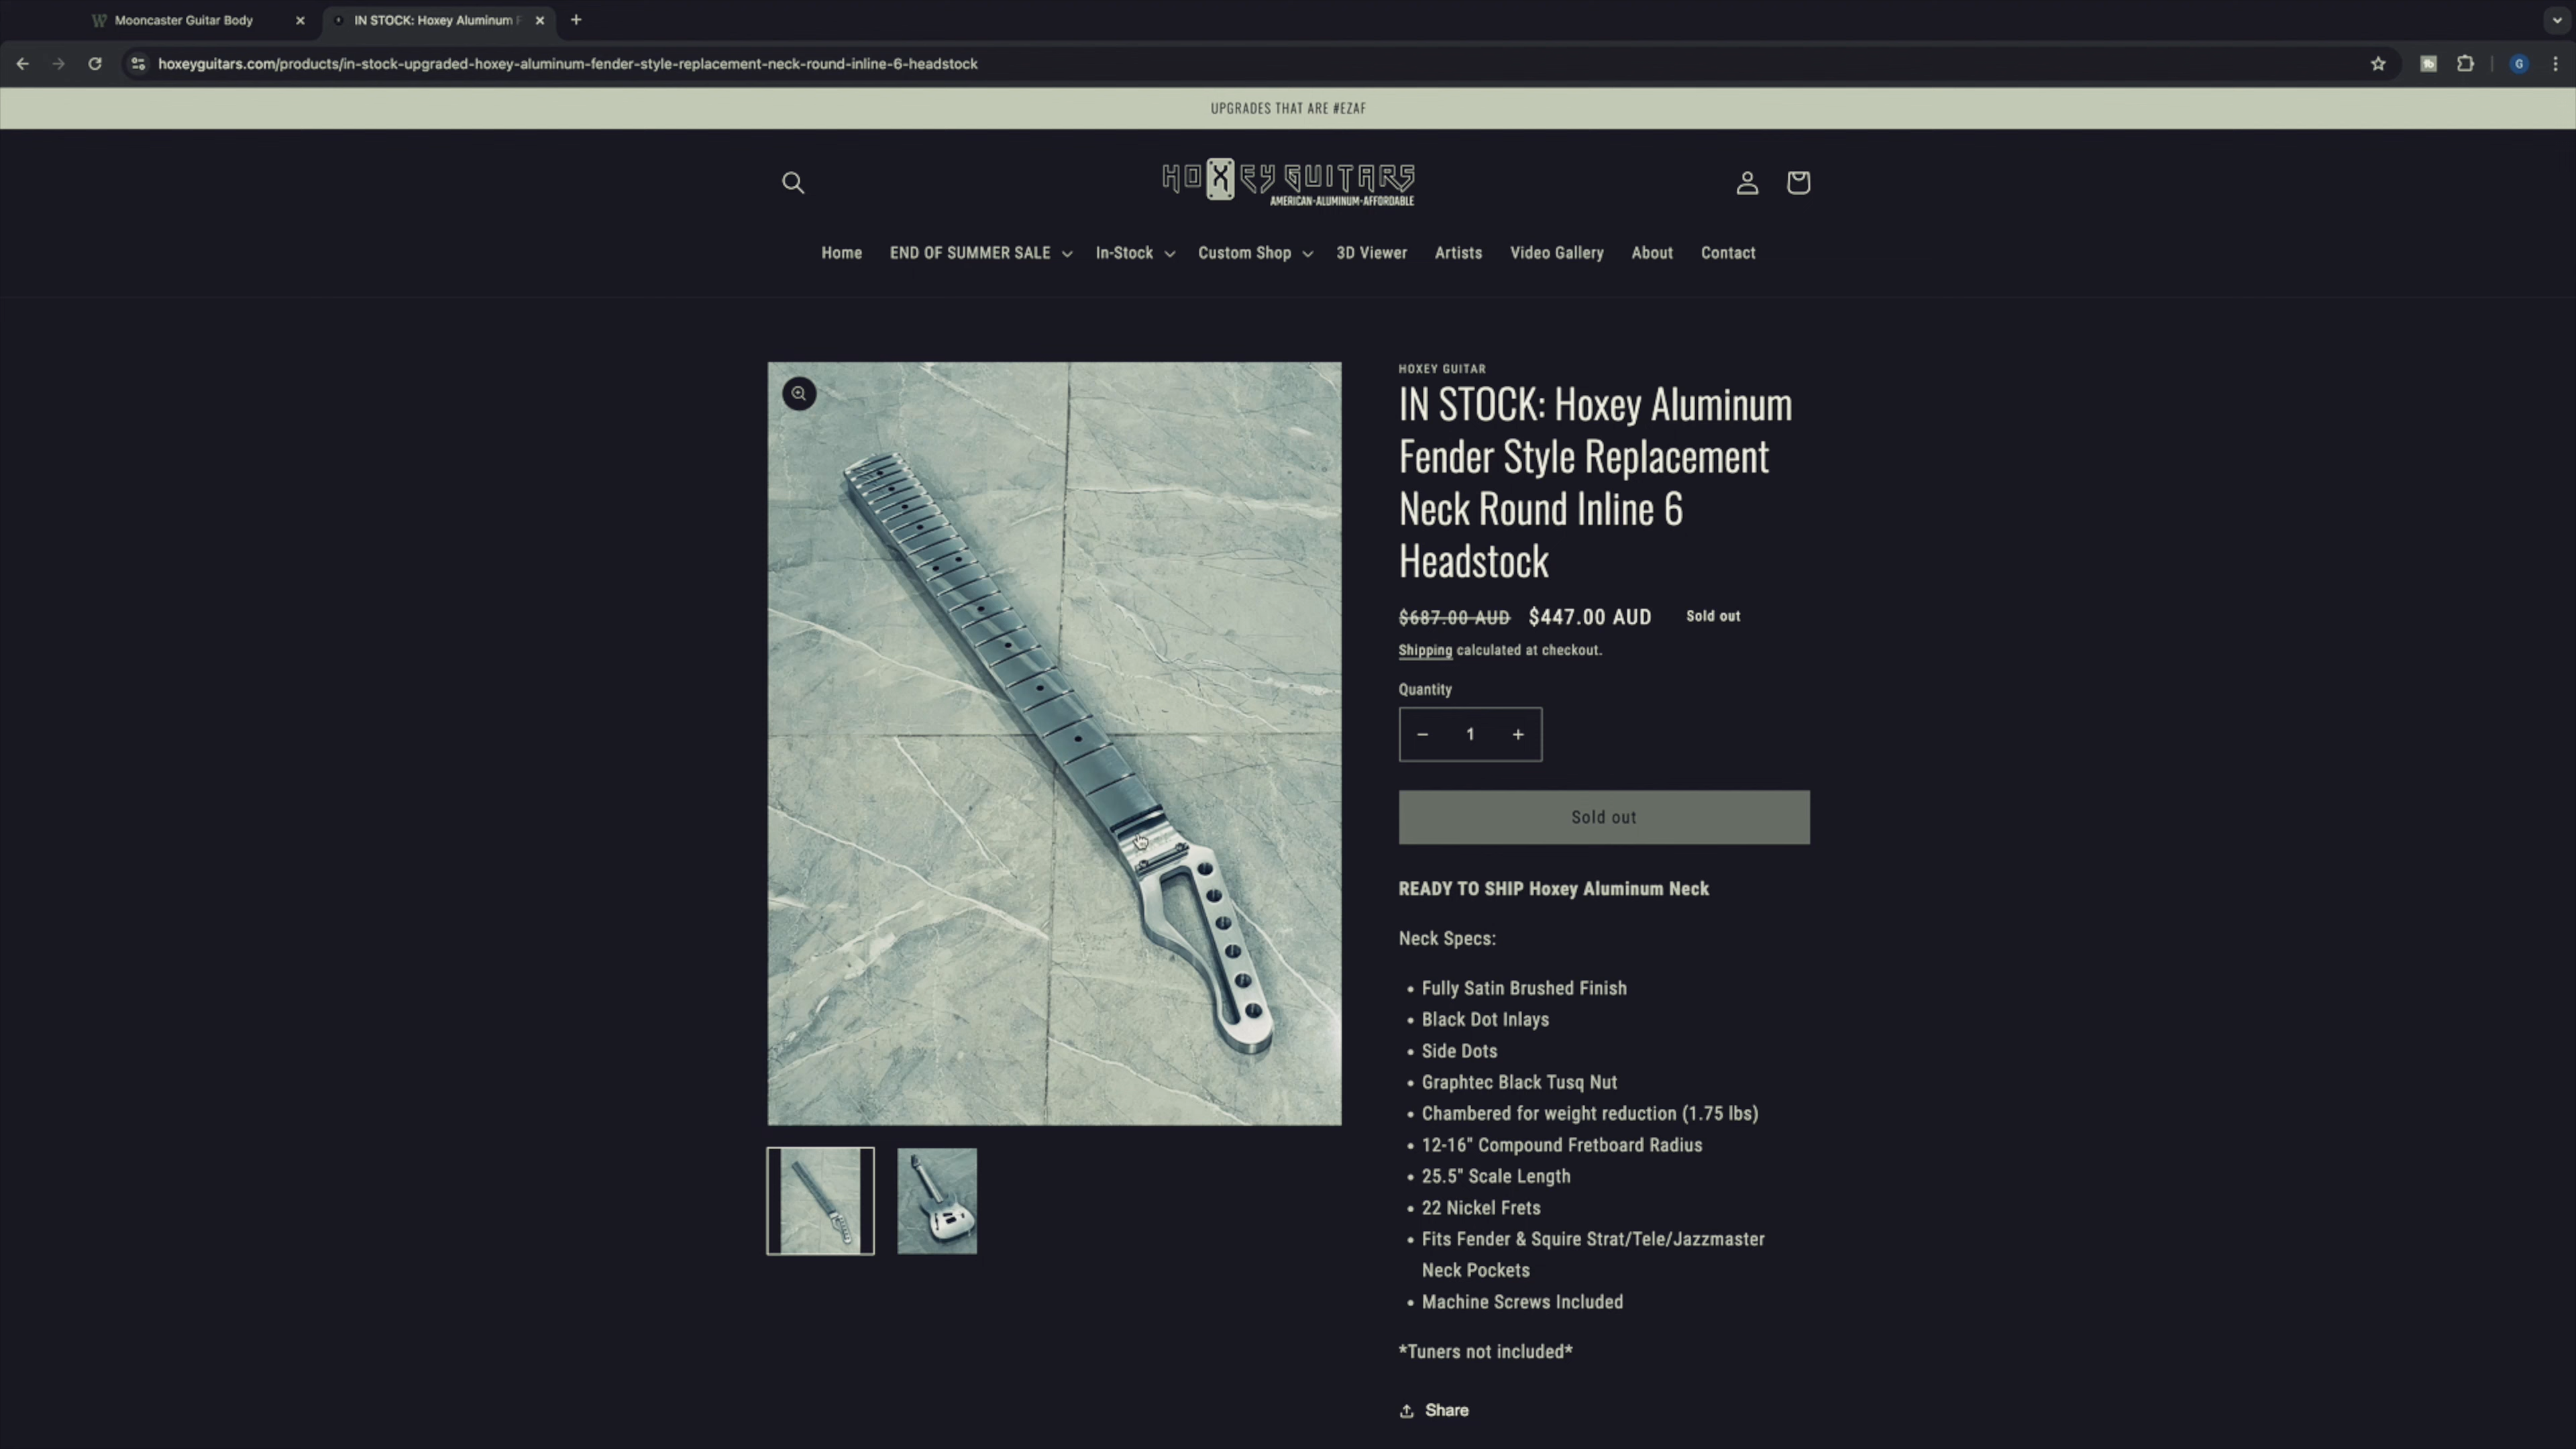 Mooncaster Guitar Body
IN STOCK: Hoxey Aluminum F
hoxeyguitars.com/products/in-stock-upgraded-hoxey-aluminum-fender-style-replacement-neck-round-inline-6-headstock
G
UPGRADES THAT ARE #EZAF
HOXEY GUITARS
AMERICAN-ALUMINUM-AFFORDABLE
Home END OF SUMMER SALE In-Stock Custom Shop 3D Viewer Artists Video Gallery About Contact
HOXEY GUITAR
IN STOCK: Hoxey Aluminum
Fender Style Replacement
Neck Round Inline 6
Headstock
$687.00 AUD $447.00 AUD Sold out
Shipping calculated at checkout.
Quantity
− 1 +
Sold out
READY TO SHIP Hoxey Aluminum Neck
Neck Specs:
• Fully Satin Brushed Finish
• Black Dot Inlays
• Side Dots
• Graphtec Black Tusq Nut
• Chambered for weight reduction (1.75 lbs)
• 12-16" Compound Fretboard Radius
• 25.5" Scale Length
• 22 Nickel Frets
• Fits Fender & Squire Strat/Tele/Jazzmaster
Neck Pockets
• Machine Screws Included
*Tuners not included*
Share